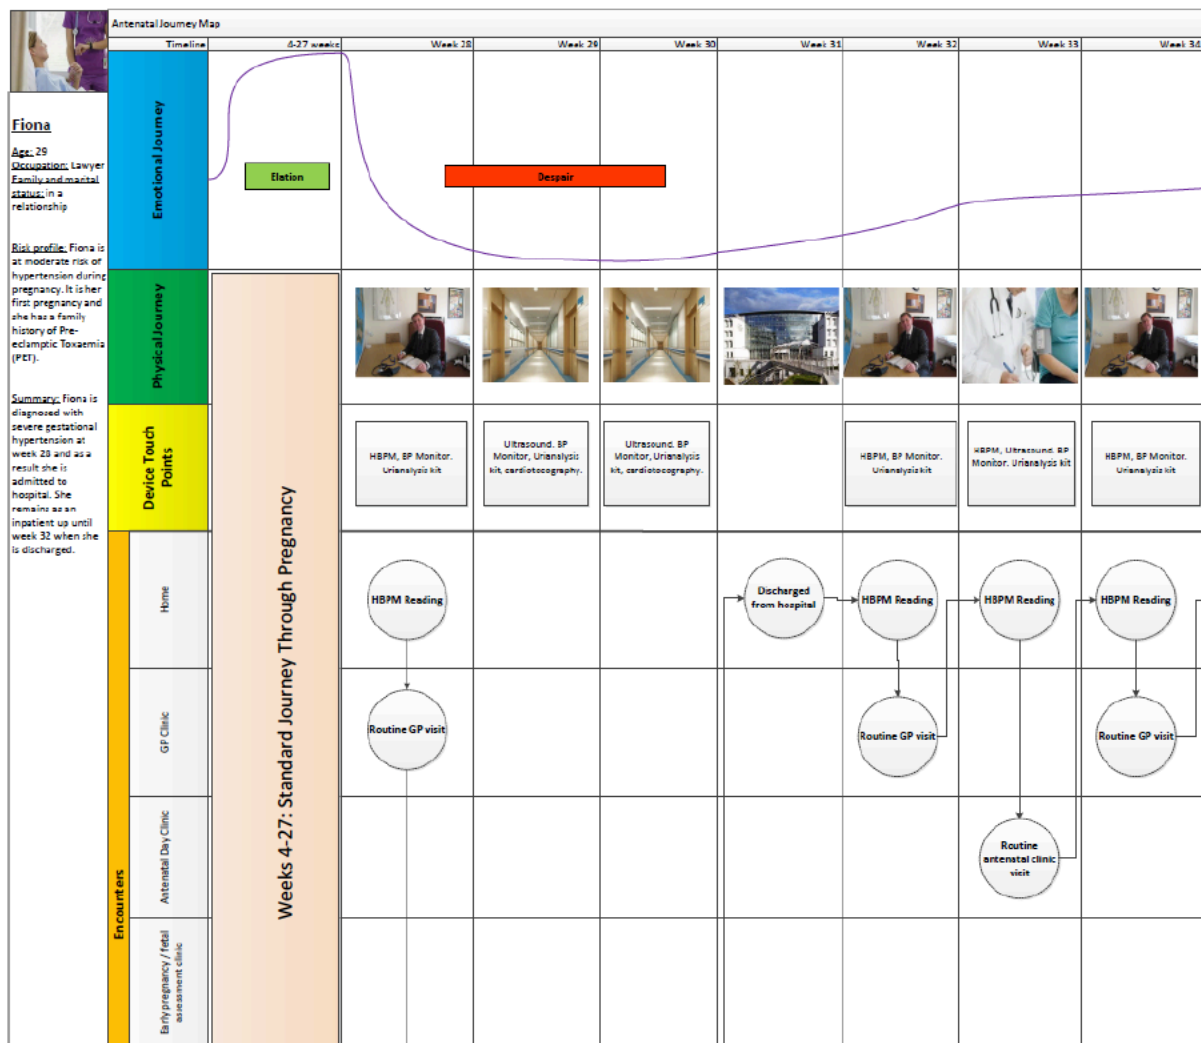 Antenatal Journey Map
Timeline
4-27 weeks
Week 28
Week 29
Week 30
Week 31
Week 32
Week 33
Week 34
Fiona
Age: 29
Occupation: Lawyer
Family and marital
status: in a
relationship
Risk profile: Fiona is
at moderate risk of
hypertension during
pregnancy. It is her
first pregnancy and
she has a family
history of Pre-
eclamptic Toxaemia
(PET).
Summary: Fiona is
diagnosed with
severe gestational
hypertension at
week 28 and as a
result she is
admitted to
hospital. She
remains as an
inpatient up until
week 32 when she
is discharged.
Emotional Journey
Elation
Despair
Physical Journey
Device Touch
Points
HBPM, BP Monitor.
Urianalysis kit
Ultrasound. BP
Monitor, Urianalysis
kit, cardiotocography.
Ultrasound. BP
Monitor, Urianalysis
kit, cardiotocography.
HBPM, BP Monitor.
Urianalysis kit
HBPM, Ultrasound. BP
Monitor. Urianalysis kit
HBPM, BP Monitor.
Urianalysis kit
Weeks 4-27: Standard Journey Through Pregnancy
Encounters
Home
HBPM Reading
Discharged
from hospital
HBPM Reading
HBPM Reading
HBPM Reading
GP Clinic
Routine GP visit
Routine GP visit
Routine GP visit
Antenatal Day Clinic
Routine
antenatal clinic
visit
Early pregnancy / fetal
assessment clinic